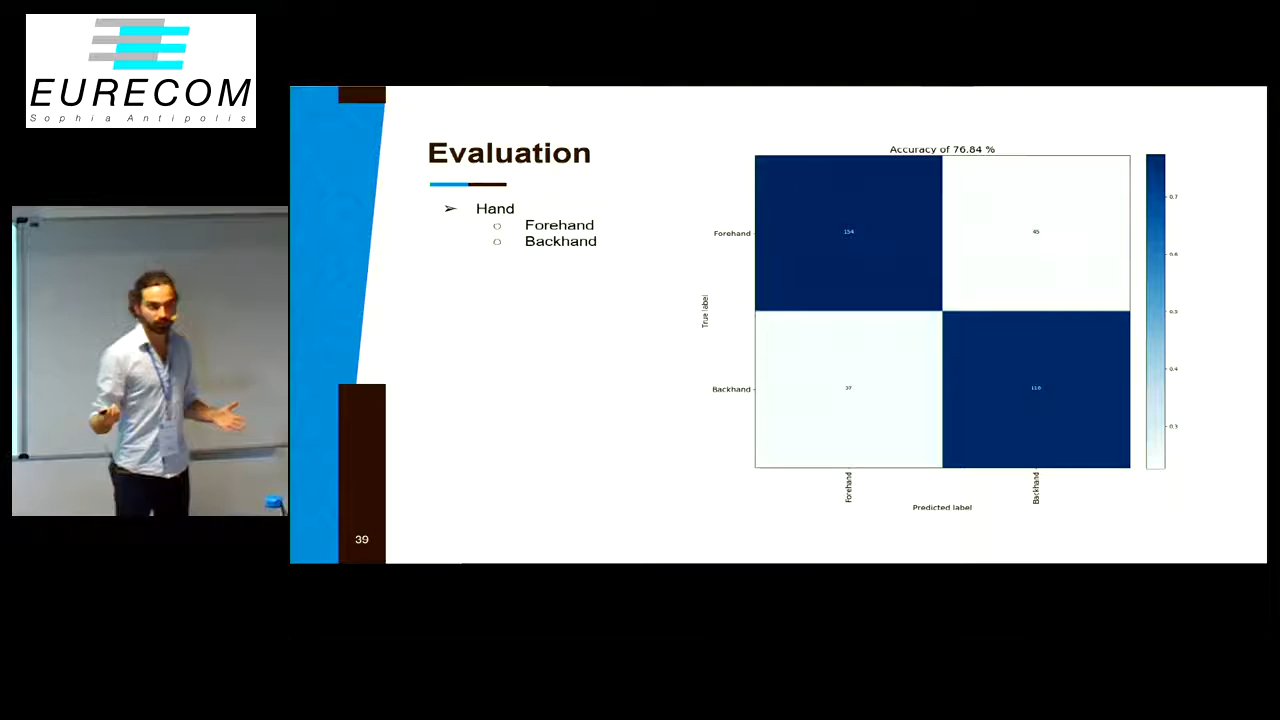 EURECOM
Sophia Antipolis
Evaluation
➢ Hand
o Forehand
o Backhand
39
Accuracy of 76.84 %
True label
Forehand
154
45
Backhand
37
118
Forehand
Backhand
Predicted label
0.7
0.6
0.5
0.4
0.3